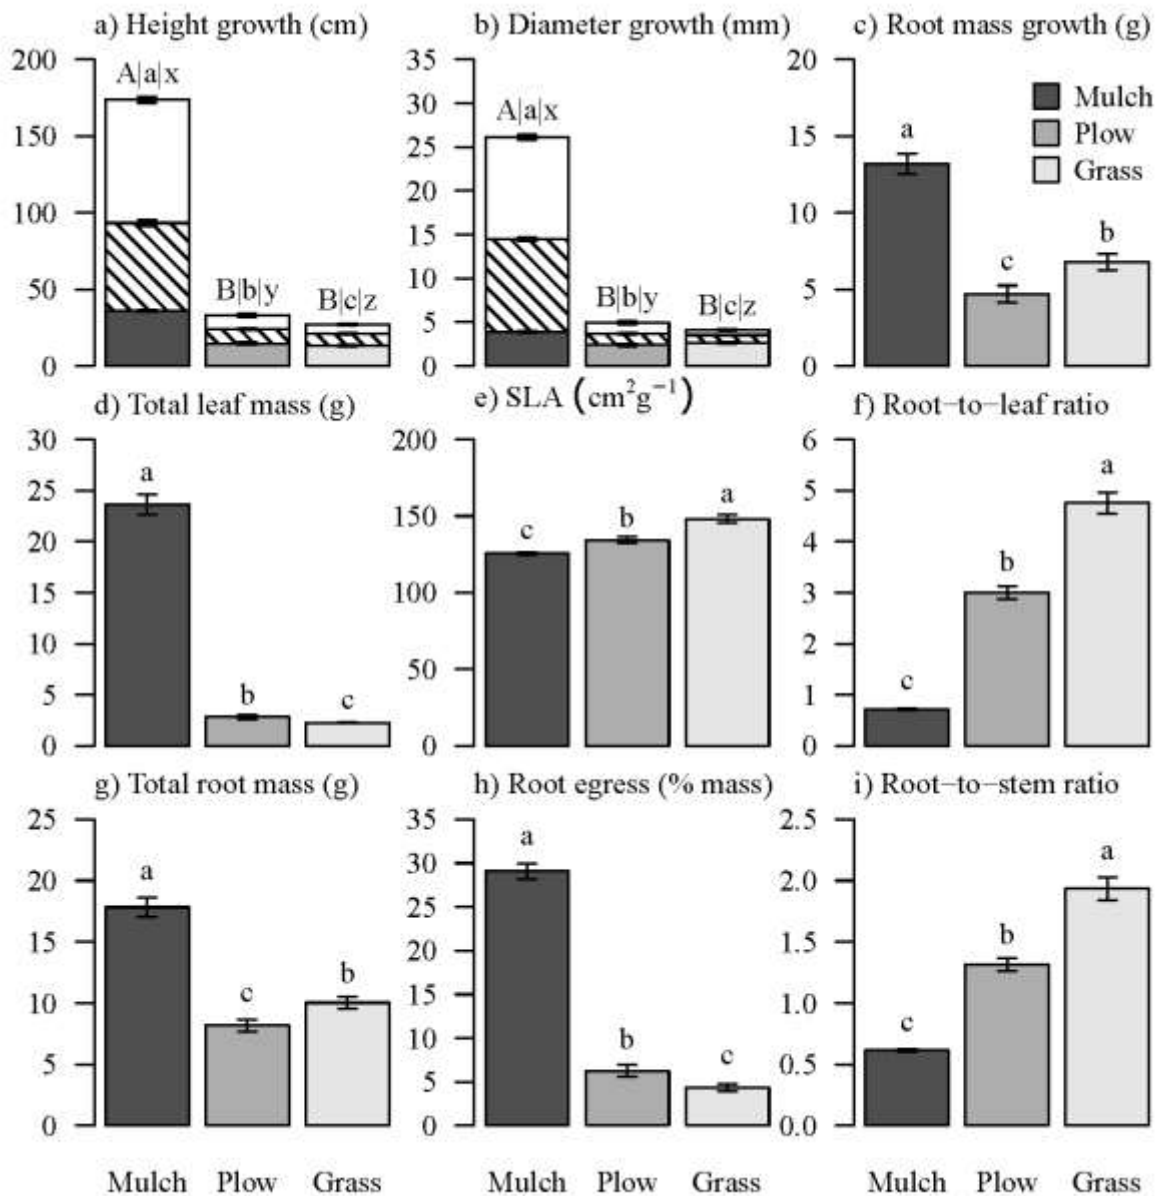 a) Height growth (cm)
b) Diameter growth (mm)
c) Root mass growth (g)
200
150
100
50
0
A|a|x
B|b|y
B|c|z
35
30
25
20
15
10
5
0
A|a|x
B|b|y
B|c|z
20
15
10
5
0
a
c
b
Mulch
Plow
Grass
d) Total leaf mass (g)
e) SLA (cm²g⁻¹)
f) Root−to−leaf ratio
30
25
20
15
10
5
0
a
b
c
200
150
100
50
0
c
b
a
6
5
4
3
2
1
0
c
b
a
g) Total root mass (g)
h) Root egress (% mass)
i) Root−to−stem ratio
25
20
15
10
5
0
a
c
b
35
30
25
20
15
10
5
0
a
b
c
2.5
2.0
1.5
1.0
0.5
0.0
c
b
a
Mulch Plow Grass
Mulch Plow Grass
Mulch Plow Grass